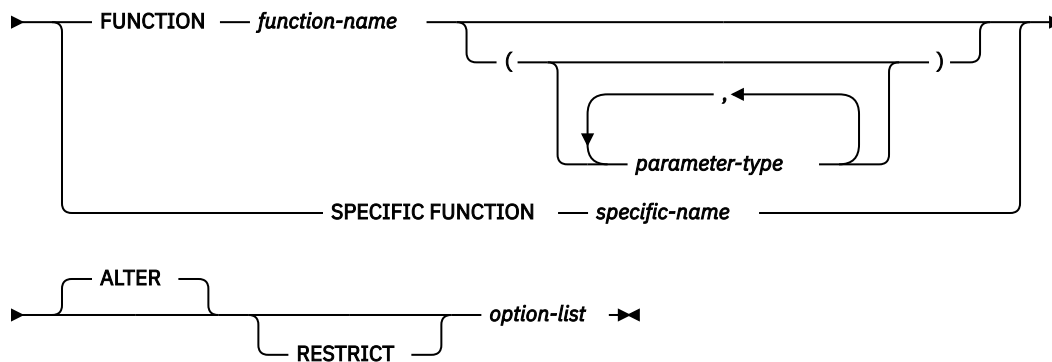 FUNCTION function-name
( )
,
parameter-type
SPECIFIC FUNCTION specific-name
ALTER
option-list
RESTRICT